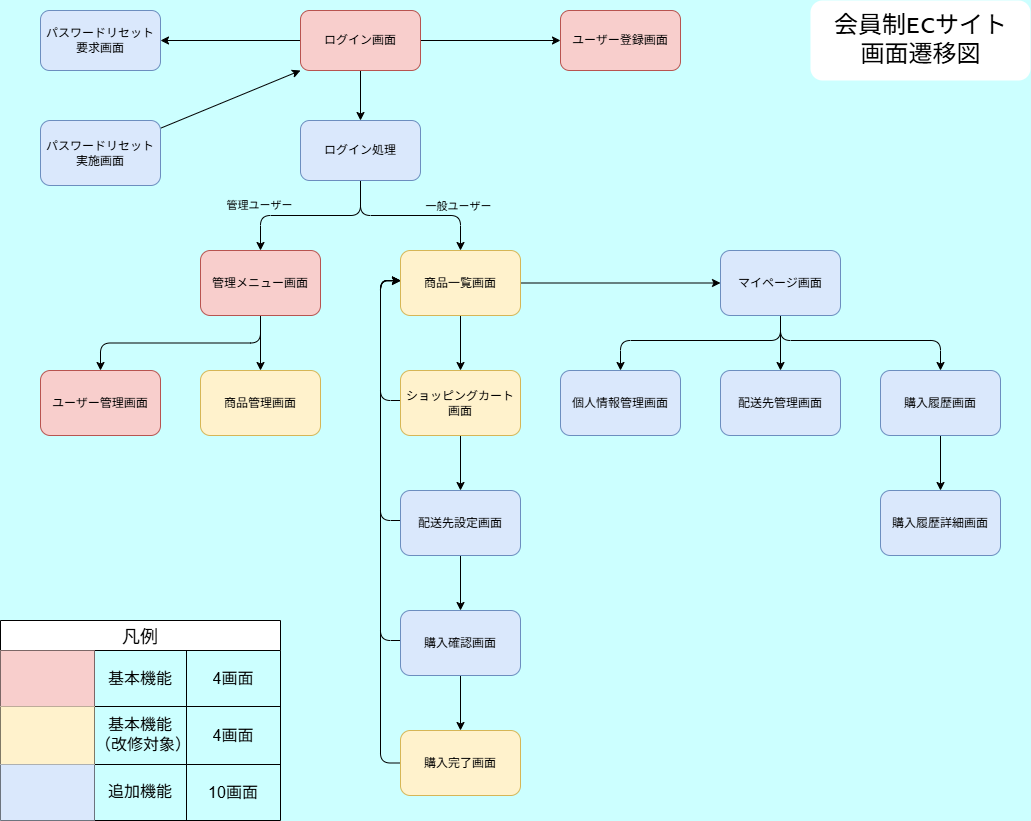 会員制ECサイト
画面遷移図
パスワードリセット
要求画面
ログイン画面
ユーザー登録画面
パスワードリセット
実施画面
ログイン処理
管理ユーザー
一般ユーザー
管理メニュー画面
商品一覧画面
マイページ画面
ユーザー管理画面
商品管理画面
ショッピングカート
画面
個人情報管理画面
配送先管理画面
購入履歴画面
配送先設定画面
購入履歴詳細画面
購入確認画面
購入完了画面
凡例
基本機能
4画面
基本機能
（改修対象）
4画面
追加機能
10画面